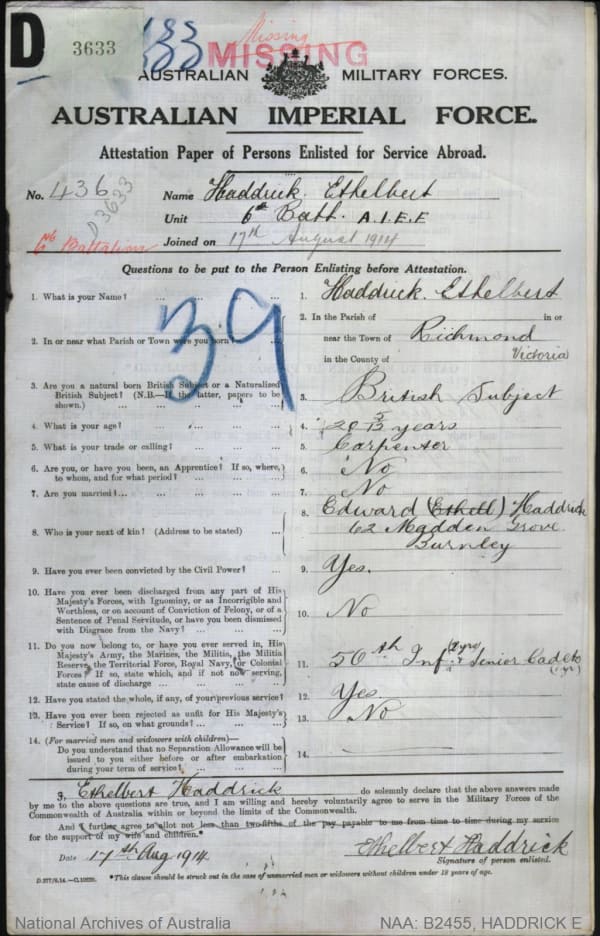 D
3633
Missing
MISSING
AUSTRALIAN MILITARY FORCES.
AUSTRALIAN IMPERIAL FORCE.
Attestation Paper of Persons Enlisted for Service Abroad.
No. 436 Name Haddrick. Ethelbert
D3633
Unit 6th Batt. A.I.E.F
6th Battalion Joined on 17th August 1914
Questions to be put to the Person Enlisting before Attestation.
39
1. What is your Name? ... ... ... ... 1. Haddrick. Ethelbert
2. In or near what Parish or Town were you born? ... 2. In the Parish of in or
near the Town of Richmond
in the County of Victoria
3. Are you a natural born British Subject or a Naturalized
British Subject? (N.B.—If the latter, papers to be
shown.) ... ... ... ... ... 3. British Subject
4. What is your age? ... ... ... ... 4. 20 years
5. What is your trade or calling? ... ... ... 5. Carpenter
6. Are you, or have you been, an Apprentice? If so, where,
to whom, and for what period? ... ... ... 6. No
7. Are you married? ... ... ... ... ... 7. No
8. Who is your next of kin? (Address to be stated) ... 8. Edward (Ethell) Haddrick
62 Madden Grove
Burnley
9. Have you ever been convicted by the Civil Power? ... 9. Yes.
10. Have you ever been discharged from any part of His
Majesty's Forces, with Ignominy, or as Incorrigible and
Worthless, or on account of Conviction of Felony, or of a
Sentence of Penal Servitude, or have you been dismissed
with Disgrace from the Navy? ... ... ... 10. No
11. Do you now belong to, or have you ever served in, His
Majesty's Army, the Marines, the Militia, the Militia
Reserve, the Territorial Force, Royal Navy, or Colonial
Forces? If so, state which, and if not now serving,
state cause of discharge ... ... ... ... 11. 50th Inf (2 yrs) & Senior Cadets
12. Have you stated the whole, if any, of your previous service? 12. Yes.
13. Have you ever been rejected as unfit for His Majesty's
Service? If so, on what grounds? ... ... ... 13. No
14. (For married men and widowers with children)—
Do you understand that no Separation Allowance will be
issued to you either before or after embarkation
during your term of service? ... ... ... 14.
I, Ethelbert Haddrick do solemnly declare that the above answers made
by me to the above questions are true, and I am willing and hereby voluntarily agree to serve in the Military Forces of the
Commonwealth of Australia within or beyond the limits of the Commonwealth.
And I further agree to allot not less than two-fifths of the pay payable to me from time to time during my service
for the support of my wife and children.*
Date 17th Aug 1914. Ethelbert Haddrick
Signature of person enlisted.
*This clause should be struck out in the case of unmarried men or widowers without children under 18 years of age.
National Archives of Australia NAA: B2455, HADDRICK E